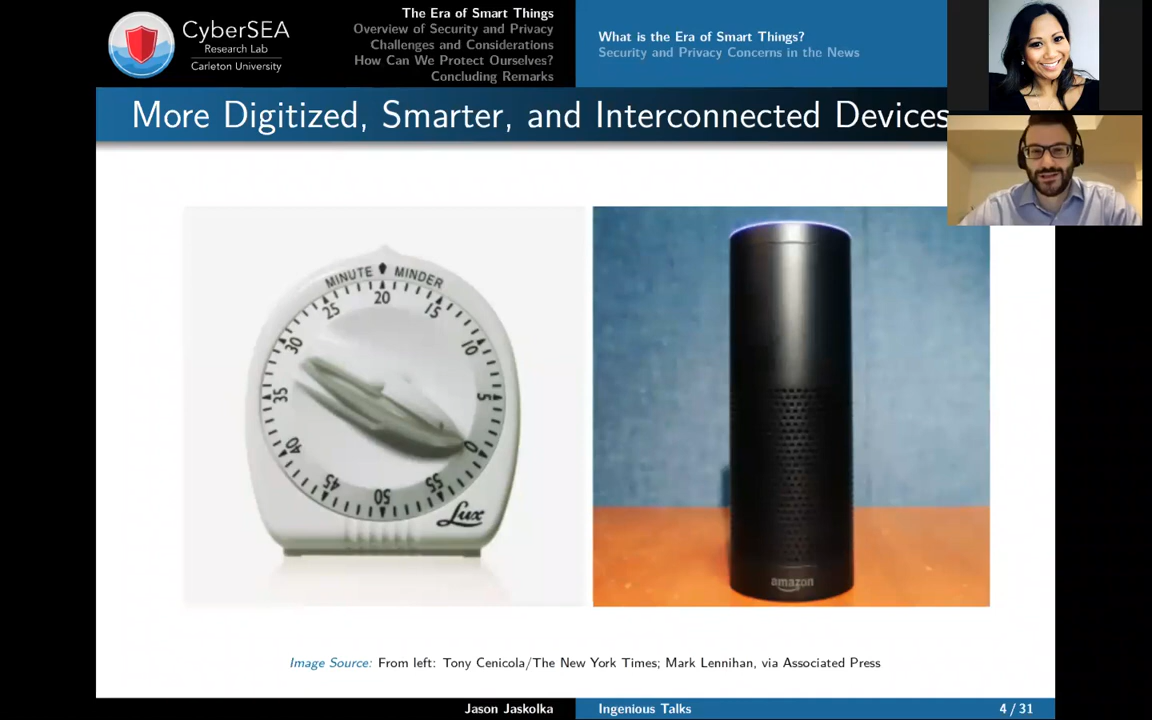 CyberSEA
Research Lab
Carleton University
The Era of Smart Things
Overview of Security and Privacy
Challenges and Considerations
How Can We Protect Ourselves?
Concluding Remarks
What is the Era of Smart Things?
Security and Privacy Concerns in the News
More Digitized, Smarter, and Interconnected Devices
MINUTE MINDER
20
25
15
30
10
35
5
40
0
45
55
50
Lux
amazon
Image Source: From left: Tony Cenicola/The New York Times; Mark Lennihan, via Associated Press
Jason Jaskolka
Ingenious Talks
4 / 31